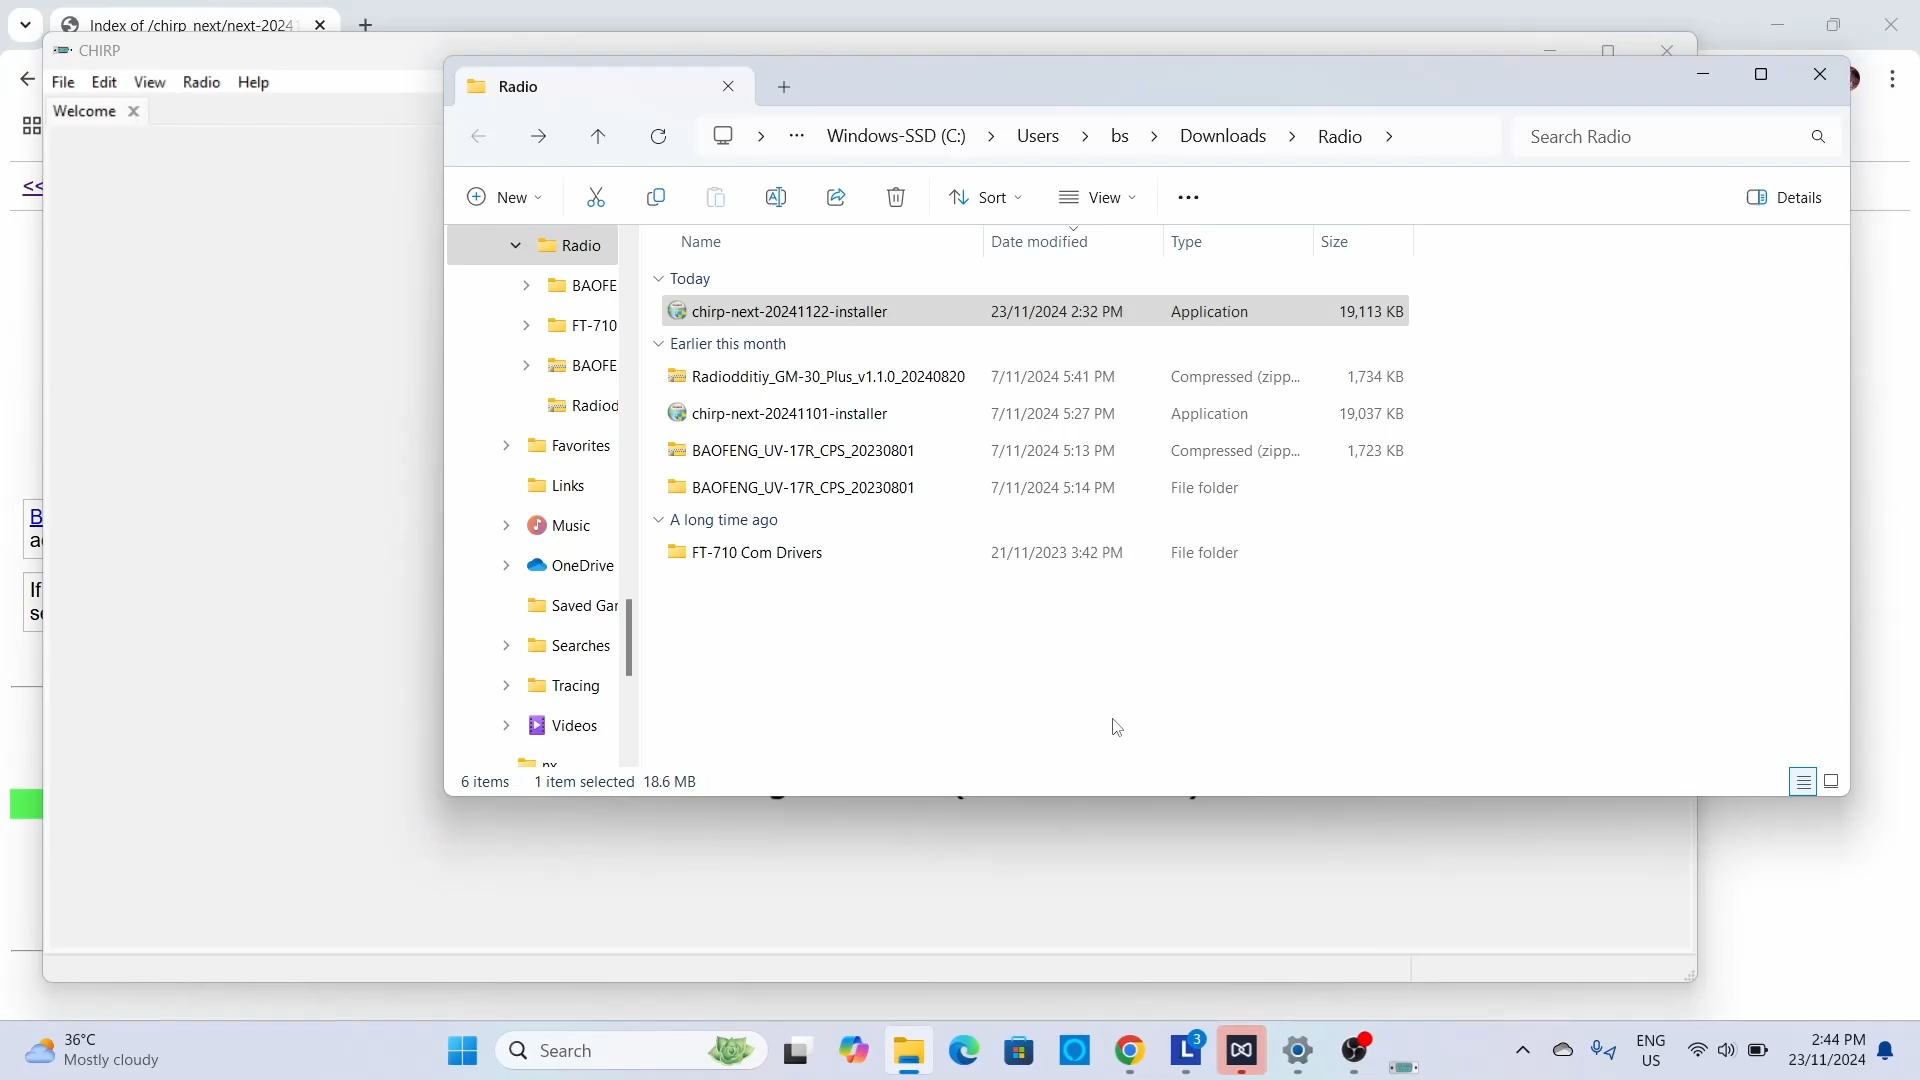 Index of /chirp_next/next-20241
CHIRP
File Edit View Radio Help
Welcome
<<
B
a
If
se
Radio
Windows-SSD (C:) Users bs Downloads Radio
Search Radio
New Sort View Details
Name Date modified Type Size
Radio
BAOFE
FT-710
BAOFE
Radiod
Favorites
Links
Music
OneDrive
Saved Gar
Searches
Tracing
Videos
nx
Today
chirp-next-20241122-installer 23/11/2024 2:32 PM Application 19,113 KB
Earlier this month
Radiodditiy_GM-30_Plus_v1.1.0_20240820 7/11/2024 5:41 PM Compressed (zipp... 1,734 KB
chirp-next-20241101-installer 7/11/2024 5:27 PM Application 19,037 KB
BAOFENG_UV-17R_CPS_20230801 7/11/2024 5:13 PM Compressed (zipp... 1,723 KB
BAOFENG_UV-17R_CPS_20230801 7/11/2024 5:14 PM File folder
A long time ago
FT-710 Com Drivers 21/11/2023 3:42 PM File folder
6 items 1 item selected 18.6 MB
36°C
Mostly cloudy
Search
3
ENG
US
2:44 PM
23/11/2024